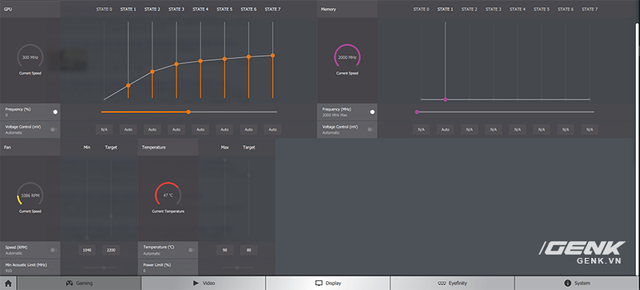 GPU
STATE 0 STATE 1 STATE 2 STATE 3 STATE 4 STATE 5 STATE 6 STATE 7
300 MHz
Current Speed
Frequency (%)
0
Voltage Control (mV)
Automatic
N/A Auto Auto Auto Auto Auto Auto Auto
Memory
STATE 0 STATE 1 STATE 2 STATE 3 STATE 4 STATE 5 STATE 6 STATE 7
2000 MHz
Current Speed
Frequency (MHz)
2000 MHz Max
Voltage Control (mV)
Automatic
N/A Auto N/A N/A N/A N/A N/A N/A
Fan
Min Target
1080 RPM
Current Speed
Speed (RPM)
Automatic
1040 2200
Min Acoustic Limit (MHz)
910
Temperature
Max Target
47 °C
Current Temperature
Temperature (°C)
Automatic
90 80
Power Limit (%)
0
GENK
GENK.VN
Gaming Video Display Eyefinity System